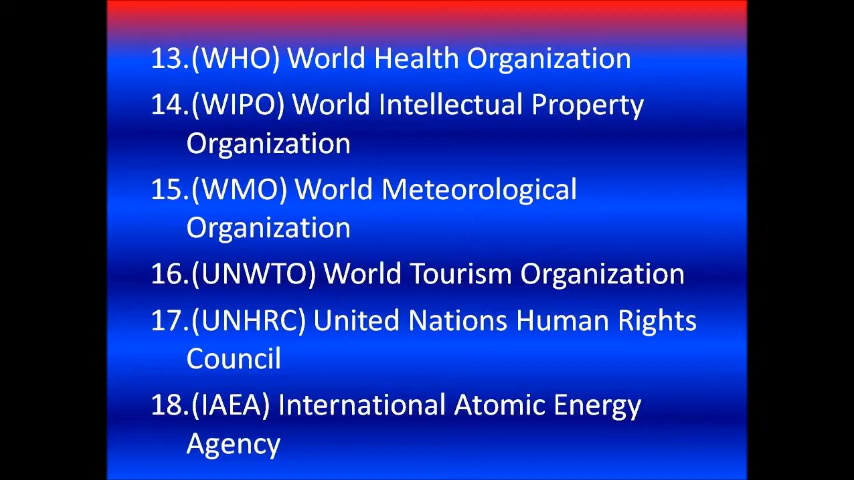 13.(WHO) World Health Organization
14.(WIPO) World Intellectual Property
Organization
15.(WMO) World Meteorological
Organization
16.(UNWTO) World Tourism Organization
17.(UNHRC) United Nations Human Rights
Council
18.(IAEA) International Atomic Energy
Agency